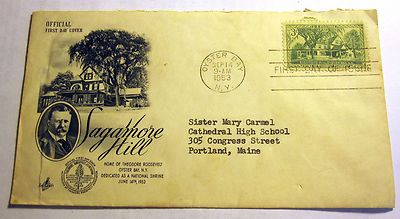 OFFICIAL
FIRST DAY COVER
Sagamore
Hill
HOME OF THEODORE ROOSEVELT
OYSTER BAY, N.Y.
DEDICATED AS A NATIONAL SHRINE
JUNE 14TH, 1953
OYSTER BAY
SEP 14
9-AM
1953
N.Y.
3¢
FIRST DAY OF ISSUE
Sister Mary Carmel
Cathedral High School
305 Congress Street
Portland, Maine